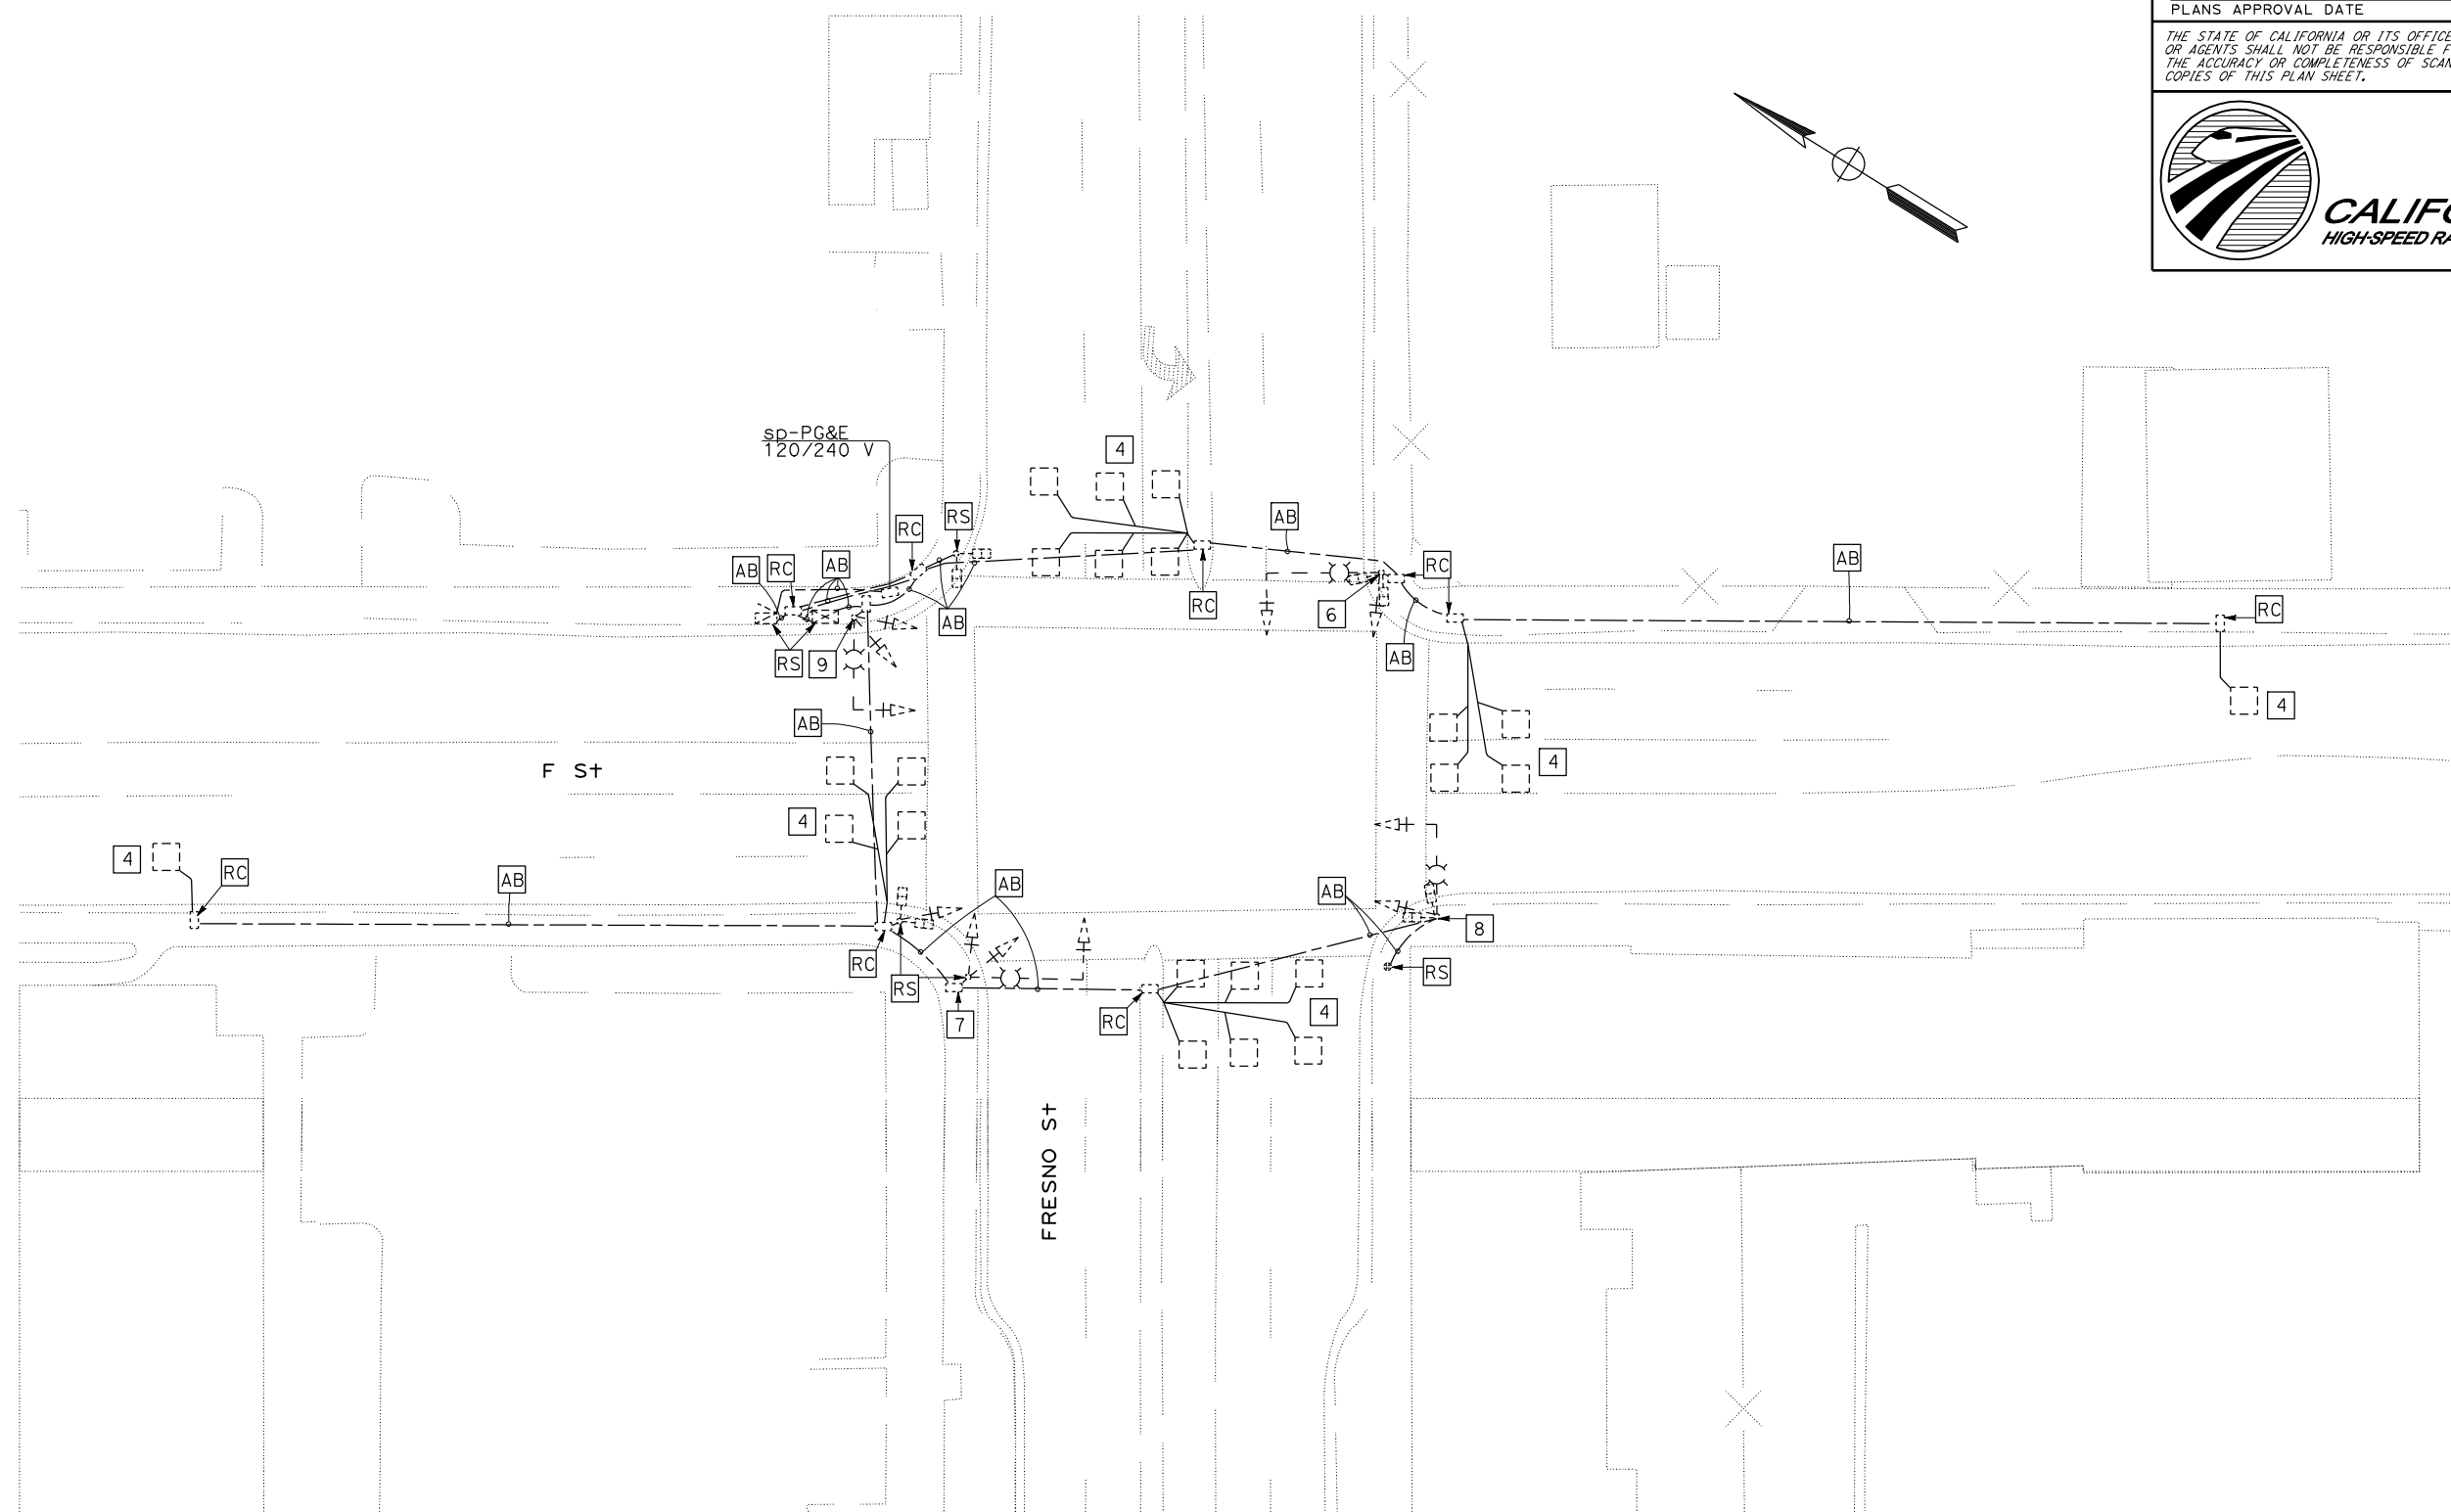 PLANS APPROVAL DATE
THE STATE OF CALIFORNIA OR ITS OFFICE
OR AGENTS SHALL NOT BE RESPONSIBLE F
THE ACCURACY OR COMPLETENESS OF SCAN
COPIES OF THIS PLAN SHEET.
CALIFO
HIGH-SPEED RA
sp-PG&E
120/240 V
4
RC
RS
AB
AB
RC
AB
RC
AB
AB
RC
RC
6
RS
9
AB
AB
4
AB
4
F St
4
4
RC
AB
AB
AB
8
RC
RS
RS
7
RC
4
FRESNO St